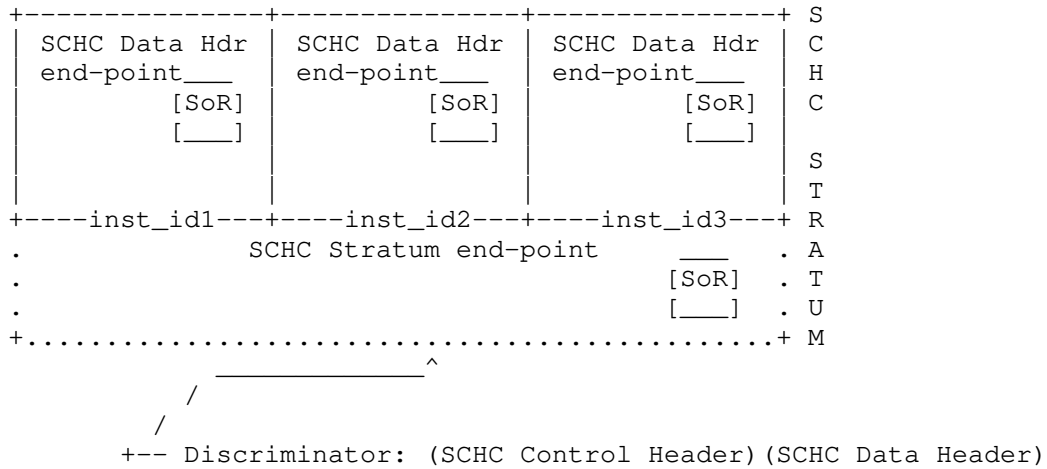 +---------------+---------------+---------------+ S
| SCHC Data Hdr | SCHC Data Hdr | SCHC Data Hdr | C
| end-point___  | end-point___  | end-point___  | H
|         [SoR] |         [SoR] |         [SoR] | C
|         [___] |         [___] |         [___] |
|               |               |               | S
|               |               |               | T
+----inst_id1---+----inst_id2---+----inst_id3---+ R
.              SCHC Stratum end-point     ___   . A
.                                        [SoR]  . T
.                                        [___]  . U
+...............................................+ M
             _____________^
           /
         /
       +-- Discriminator: (SCHC Control Header)(SCHC Data Header)